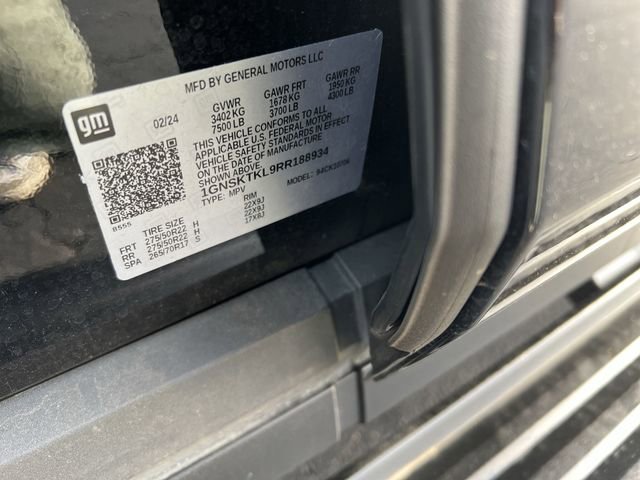 MFD BY GENERAL MOTORS LLC
gm
02/24
GVWR GAWR FRT GAWR RR
3402 KG 1678 KG 1950 KG
7500 LB 3700 LB 4300 LB
THIS VEHICLE CONFORMS TO ALL
APPLICABLE U.S. FEDERAL MOTOR
VEHICLE SAFETY STANDARDS IN EFFECT
ON THE DATE OF MANUFACTURE
SHOWN ABOVE.
1GNSKTKL9RR188934
TYPE: MPV MODEL:
B555
TIRE SIZE RIM
FRT 275/50R22 H 22X9J
RR 275/50R22 H 22X9J
SPA 265/70R17 S 17X8J